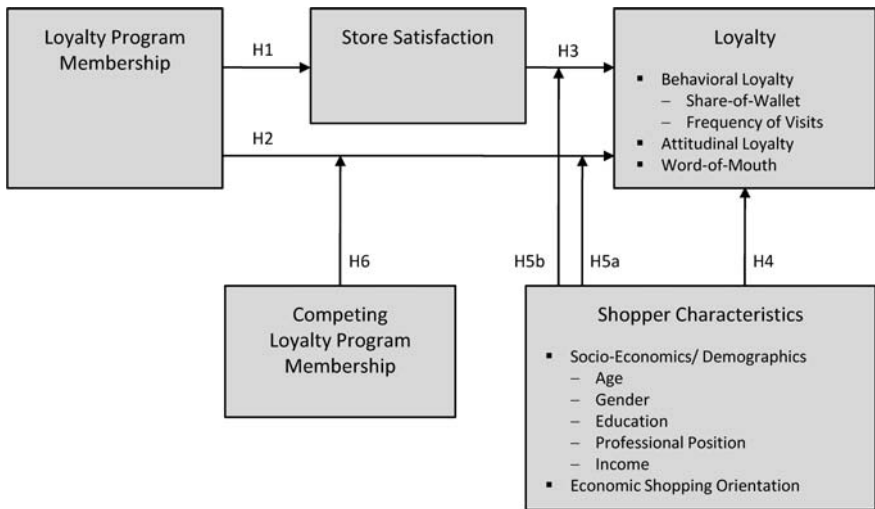 Loyalty Program
Membership
H1
Store Satisfaction
H3
Loyalty
▪ Behavioral Loyalty
– Share-of-Wallet
– Frequency of Visits
▪ Attitudinal Loyalty
▪ Word-of-Mouth
H2
H6
H5b
H5a
H4
Competing
Loyalty Program
Membership
Shopper Characteristics
▪ Socio-Economics/ Demographics
– Age
– Gender
– Education
– Professional Position
– Income
▪ Economic Shopping Orientation